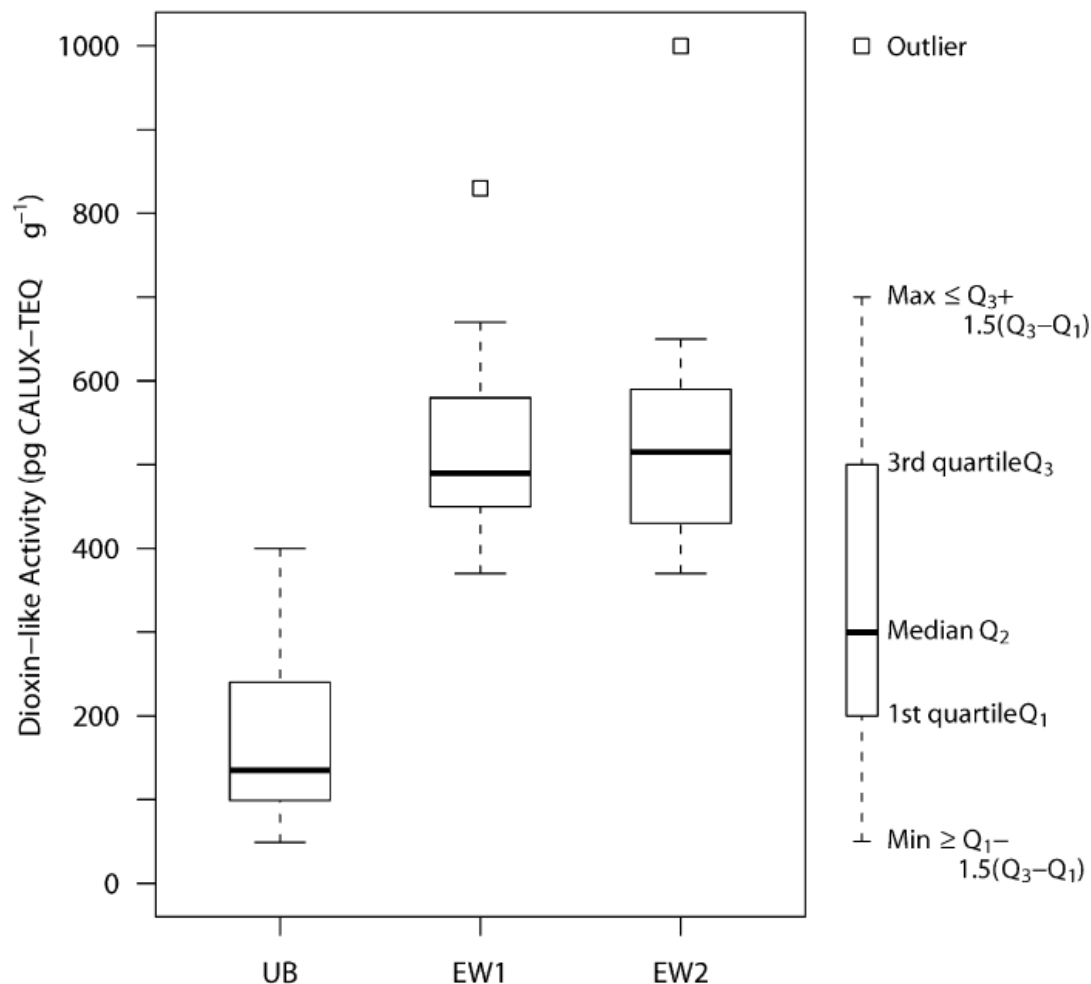 Dioxin−like Activity (pg CALUX−TEQ g⁻¹)
1000
800
600
400
200
0
UB EW1 EW2
Outlier
Max ≤ Q₃+
1.5(Q₃−Q₁)
3rd quartileQ₃
Median Q₂
1st quartileQ₁
Min ≥ Q₁−
1.5(Q₃−Q₁)